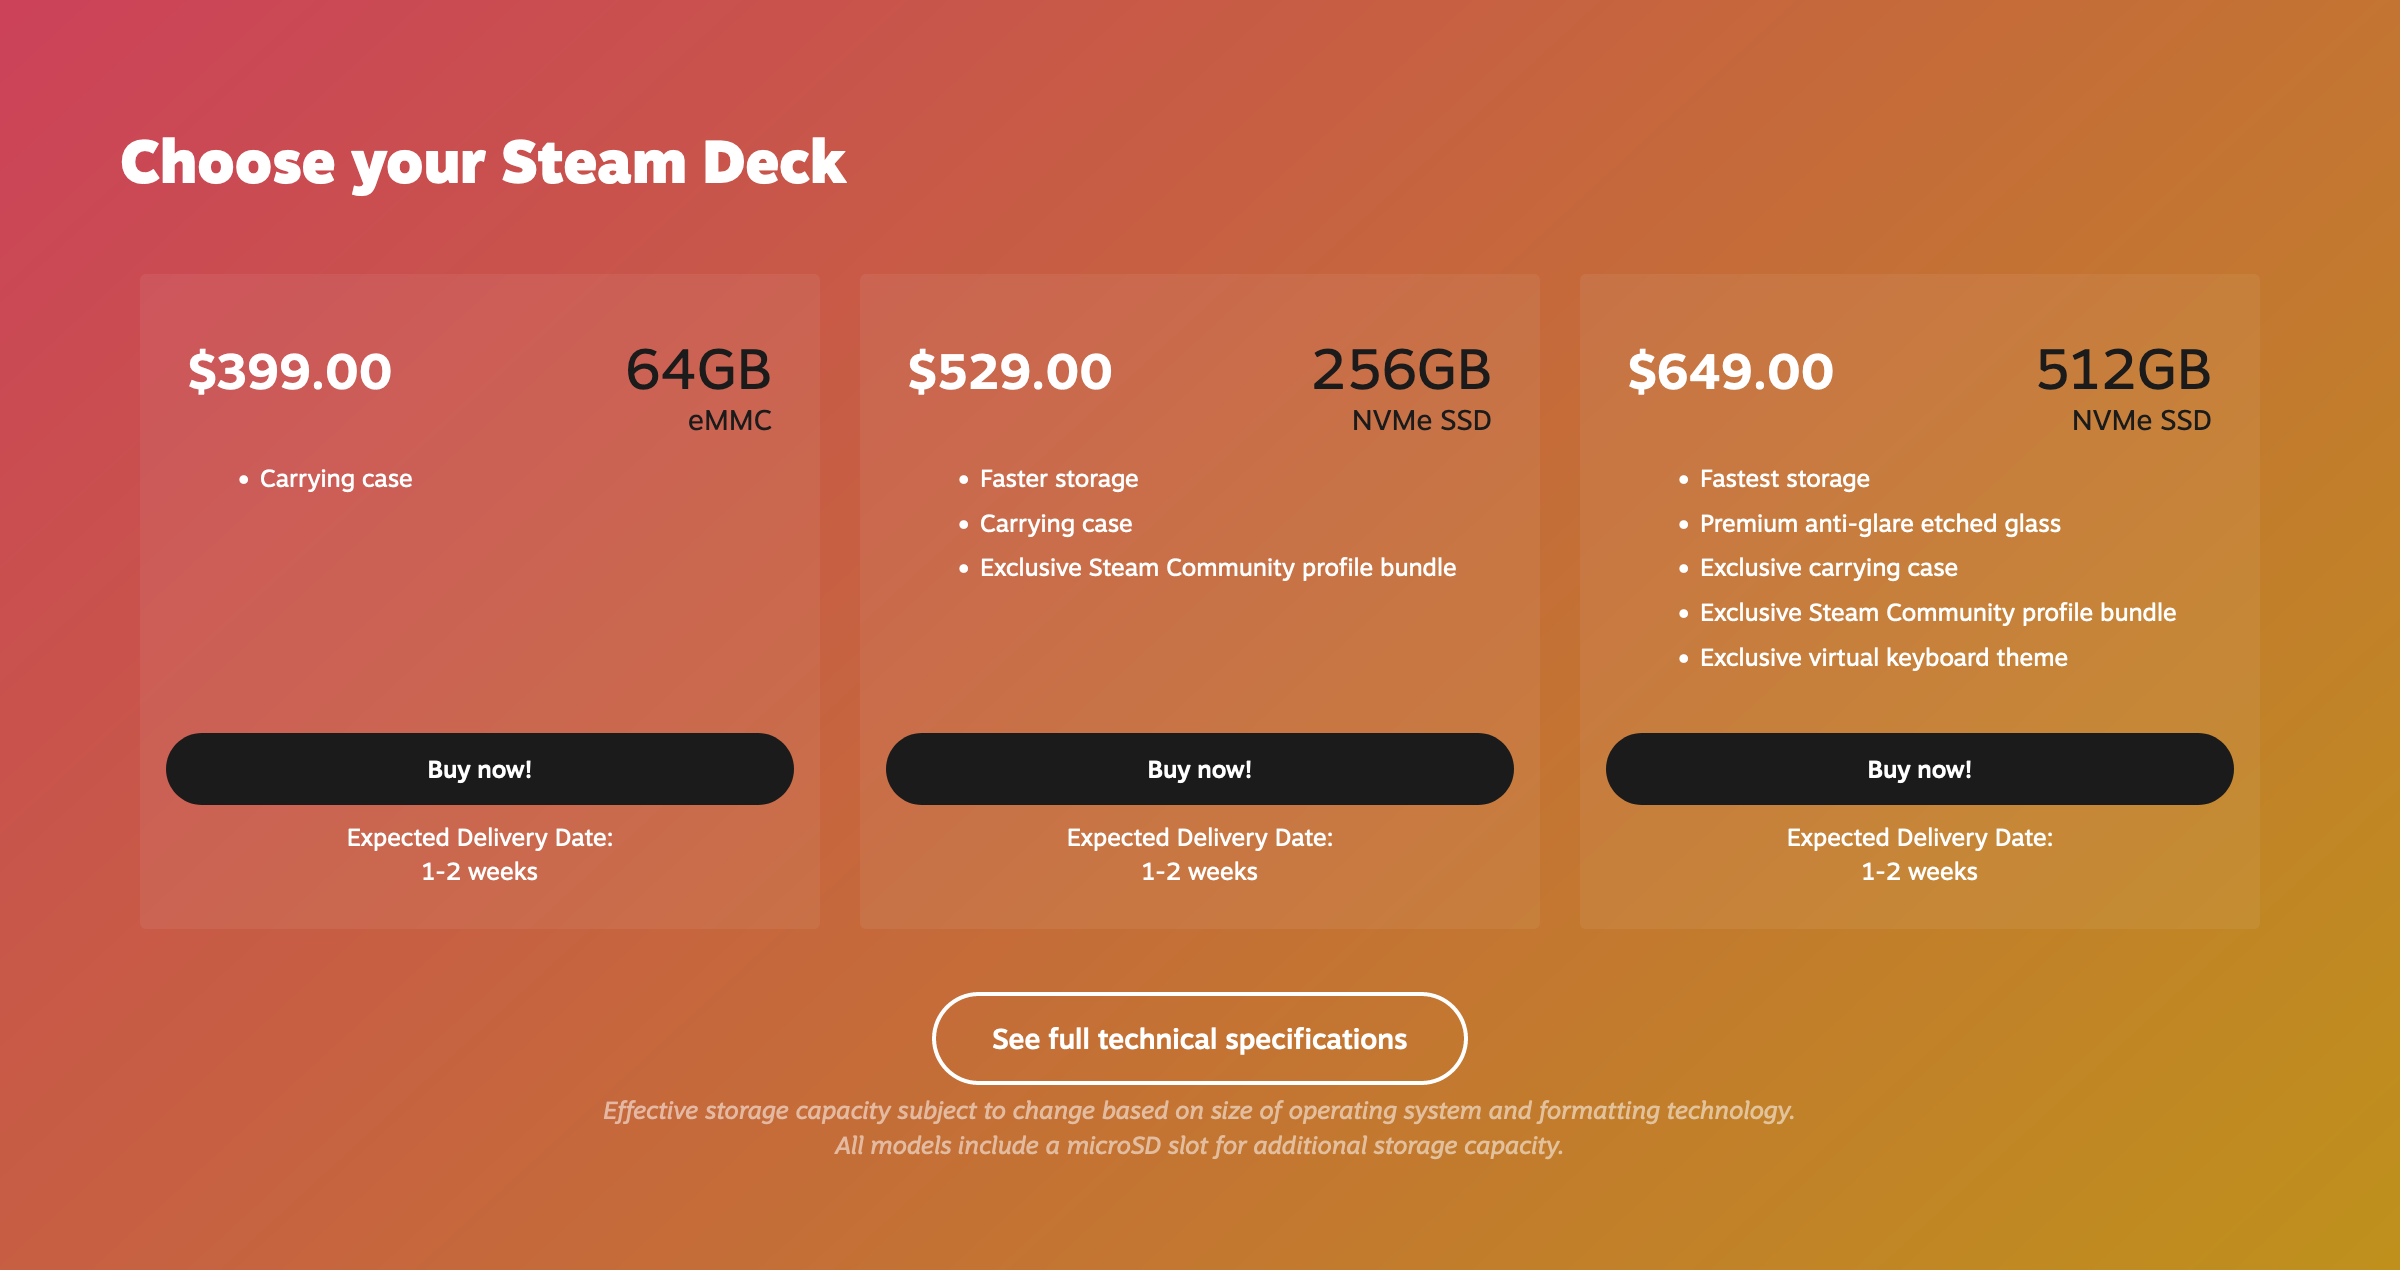 Choose your Steam Deck
$399.00
64GB
eMMC
• Carrying case
Buy now!
Expected Delivery Date:
1-2 weeks
$529.00
256GB
NVMe SSD
• Faster storage
• Carrying case
• Exclusive Steam Community profile bundle
Buy now!
Expected Delivery Date:
1-2 weeks
$649.00
512GB
NVMe SSD
• Fastest storage
• Premium anti-glare etched glass
• Exclusive carrying case
• Exclusive Steam Community profile bundle
• Exclusive virtual keyboard theme
Buy now!
Expected Delivery Date:
1-2 weeks
See full technical specifications
Effective storage capacity subject to change based on size of operating system and formatting technology.
All models include a microSD slot for additional storage capacity.